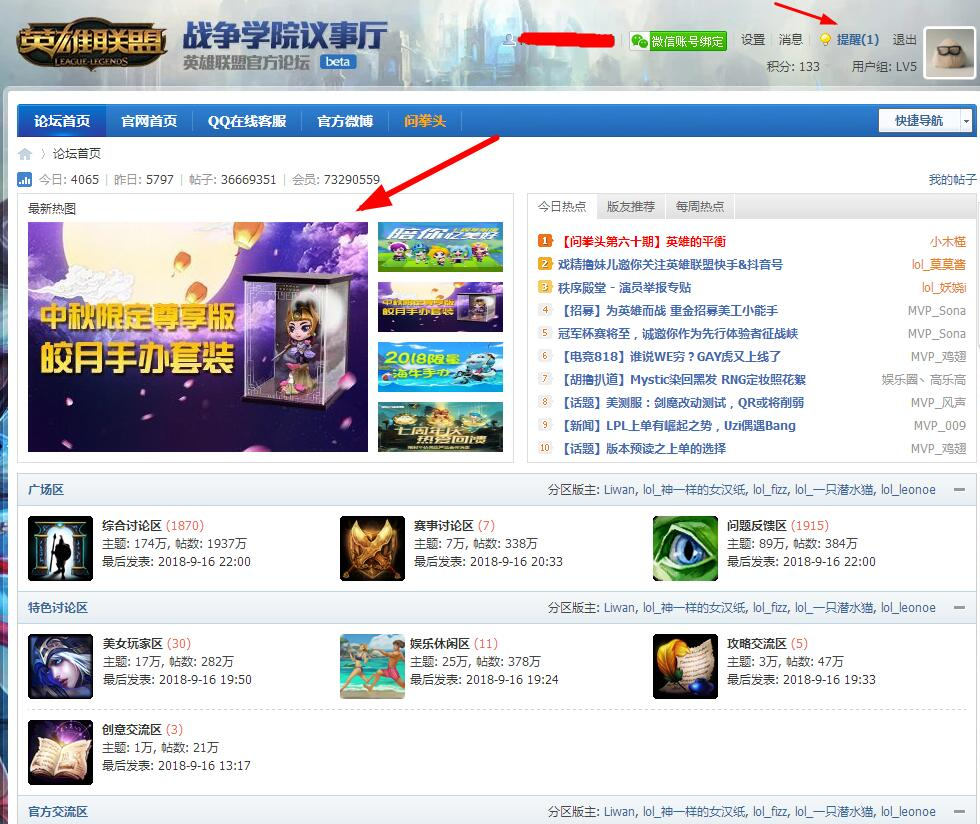 英雄联盟
LEAGUE·LEGENDS
战争学院议事厅
英雄联盟官方论坛 beta
微信账号绑定 设置 消息 提醒(1) 退出
积分: 133 用户组: LV5
论坛首页 官网首页 QQ在线客服 官方微博 问拳头 快捷导航
论坛首页
今日: 4065 昨日: 5797 帖子: 36669351 会员: 73290559 我的帖子
最新热图
中秋限定尊享版
皎月手办套装
陪你忆美好
中秋限定尊享版
皎月手办套装
2018限量
海牛手办
七周年庆
热爱回馈
今日热点 版友推荐 每周热点
1 【问拳头第六十期】英雄的平衡 小木槿
2 戏精撸妹儿邀你关注英雄联盟快手&抖音号 lol_莫莫酱
3 秩序殿堂 - 演员举报专贴 lol_妖娆i
4 【招募】为英雄而战 重金招募美工小能手 MVP_Sona
5 冠军杯赛将至，诚邀你作为先行体验者征战峡 MVP_Sona
6 【电竞818】谁说WE穷？GAY虎又上线了 MVP_鸡翅
7 【胡撸扒道】Mystic染回黑发 RNG定妆照花絮 娱乐圈丶高乐高
8 【话题】美测服：剑魔改动测试，QR或将削弱 MVP_风声
9 【新闻】LPL上单有崛起之势，Uzi偶遇Bang MVP_009
10 【话题】版本预读之上单的选择 MVP_鸡翅
广场区 分区版主: Liwan, lol_神一样的女汉纸, lol_fizz, lol_一只潜水猫, lol_leonoe
综合讨论区 (1870)
主题: 174万, 帖数: 1937万
最后发表: 2018-9-16 22:00
赛事讨论区 (7)
主题: 7万, 帖数: 338万
最后发表: 2018-9-16 20:33
问题反馈区 (1915)
主题: 89万, 帖数: 384万
最后发表: 2018-9-16 22:00
特色讨论区 分区版主: Liwan, lol_神一样的女汉纸, lol_fizz, lol_一只潜水猫, lol_leonoe
美女玩家区 (30)
主题: 17万, 帖数: 282万
最后发表: 2018-9-16 19:50
娱乐休闲区 (11)
主题: 25万, 帖数: 378万
最后发表: 2018-9-16 19:24
攻略交流区 (5)
主题: 3万, 帖数: 47万
最后发表: 2018-9-16 19:33
创意交流区 (3)
主题: 1万, 帖数: 21万
最后发表: 2018-9-16 13:17
官方交流区 分区版主: Liwan, lol_神一样的女汉纸, lol_fizz, lol_一只潜水猫, lol_leonoe